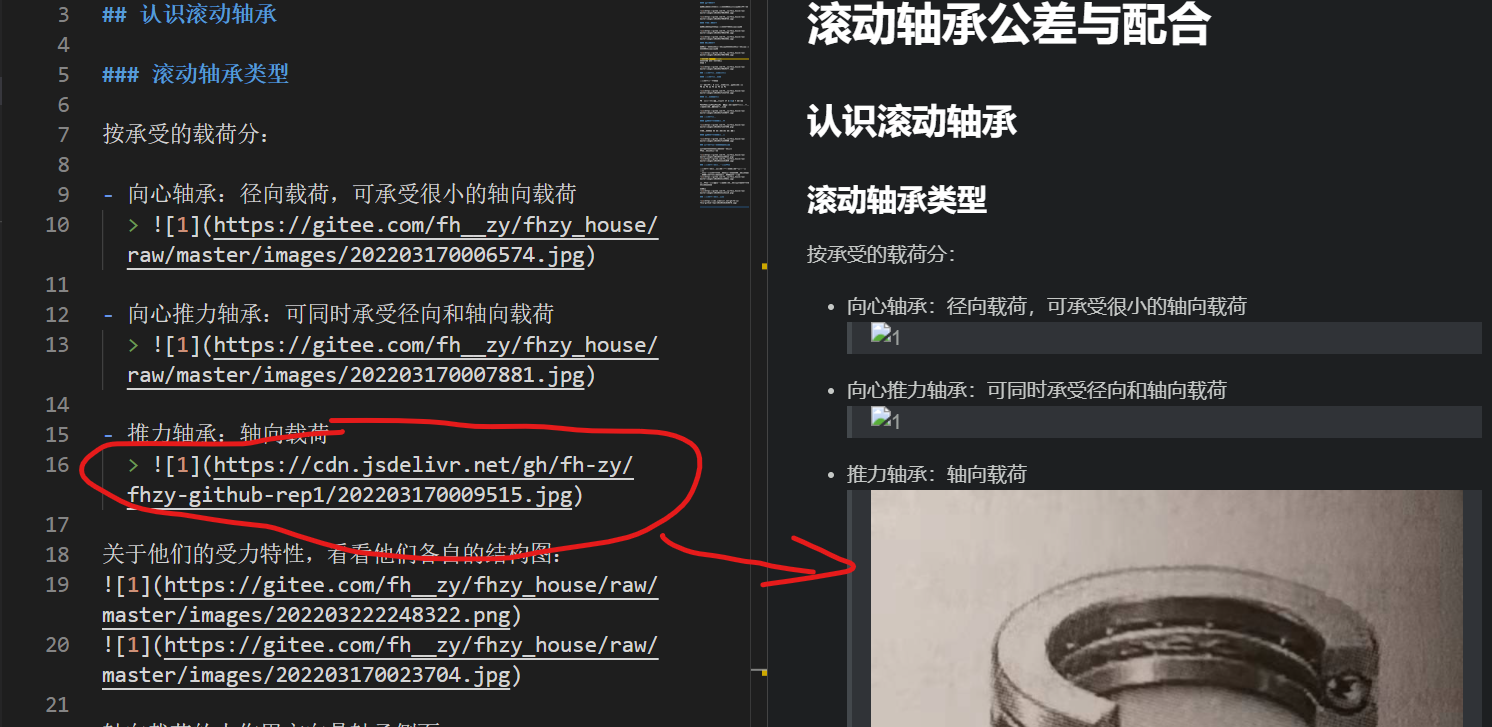 3 ## 认识滚动轴承
4
5 ### 滚动轴承类型
6
7 按承受的载荷分：
8
9 - 向心轴承：径向载荷，可承受很小的轴向载荷
10 > ![1](https://gitee.com/fh__zy/fhzy_house/
raw/master/images/202203170006574.jpg)
11
12 - 向心推力轴承：可同时承受径向和轴向载荷
13 > ![1](https://gitee.com/fh__zy/fhzy_house/
raw/master/images/202203170007881.jpg)
14
15 - 推力轴承：轴向载荷
16 > ![1](https://cdn.jsdelivr.net/gh/fh-zy/
fhzy-github-rep1/202203170009515.jpg)
17
18 关于他们的受力特性，看看他们各自的结构图：
19 ![1](https://gitee.com/fh__zy/fhzy_house/raw/
master/images/202203222248322.png)
20 ![1](https://gitee.com/fh__zy/fhzy_house/raw/
master/images/202203170023704.jpg)
21
滚动轴承公差与配合
认识滚动轴承
滚动轴承类型
按承受的载荷分：
• 向心轴承：径向载荷，可承受很小的轴向载荷
1
• 向心推力轴承：可同时承受径向和轴向载荷
1
• 推力轴承：轴向载荷